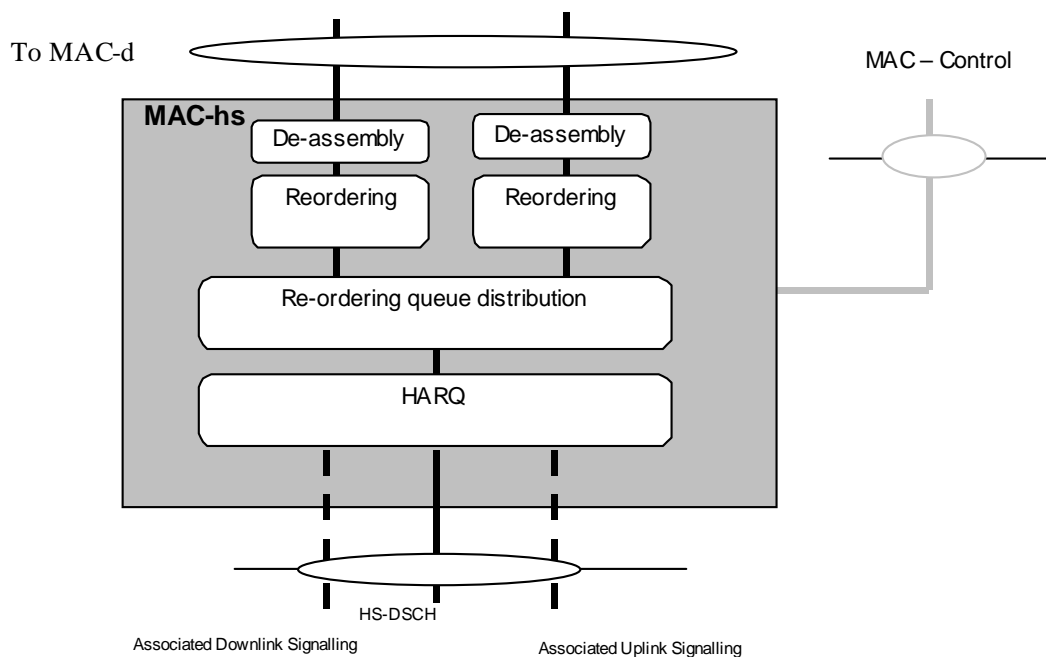 To MAC-d
MAC – Control
MAC-hs
De-assembly
De-assembly
Reordering
Reordering
Re-ordering queue distribution
HARQ
HS-DSCH
Associated Downlink Signalling
Associated Uplink Signalling